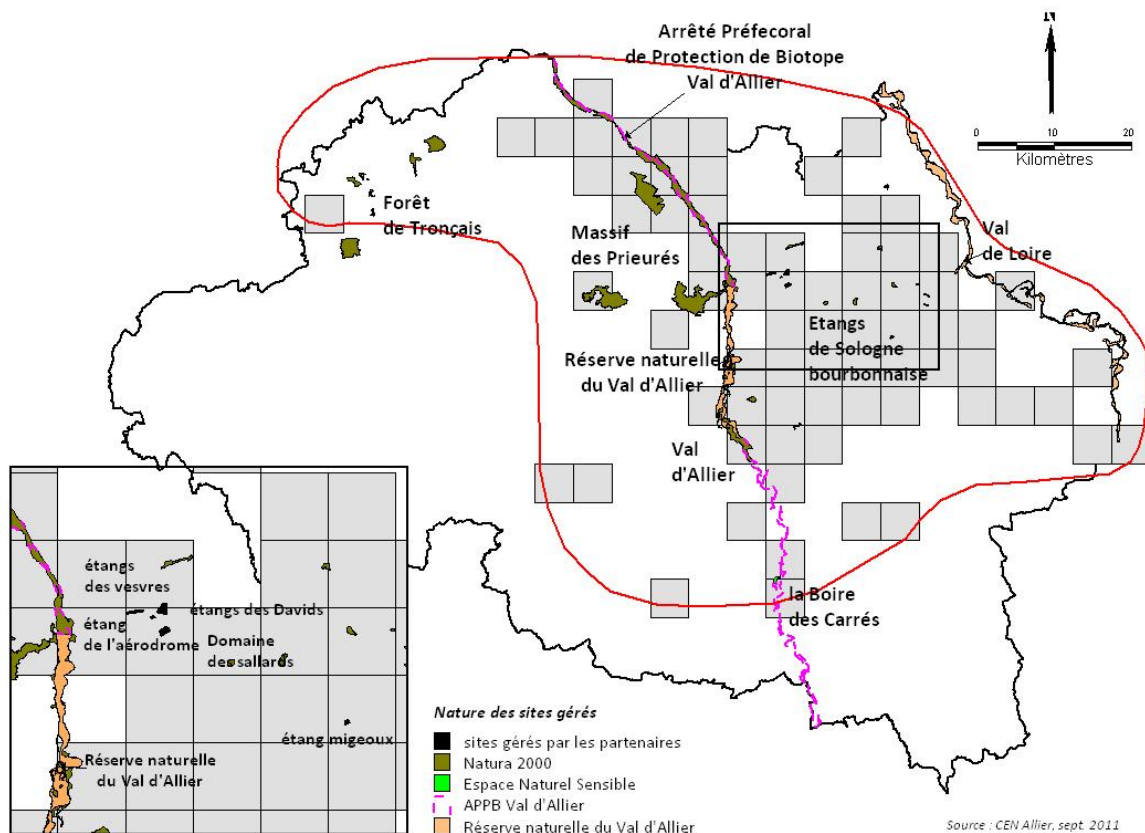 Arrêté Préfecoral
de Protection de Biotope
Val d'Allier
N
0 10 20
Kilomètres
Forêt
de Tronçais
Massif
des Prieurés
Val
de Loire
Etangs
de Sologne
bourbonnaise
Réserve naturelle
du Val d'Allier
Val
d'Allier
la Boire
des Carrés
étangs
des vesvres
étangs des Davids
étang
de l'aérodrome
Domaine
des sallards
étang migeoux
Réserve naturelle
du Val d'Allier
Nature des sites gérés
sites gérés par les partenaires
Natura 2000
Espace Naturel Sensible
APPB Val d'Allier
Réserve naturelle du Val d'Allier
Source : CEN Allier, sept. 2011